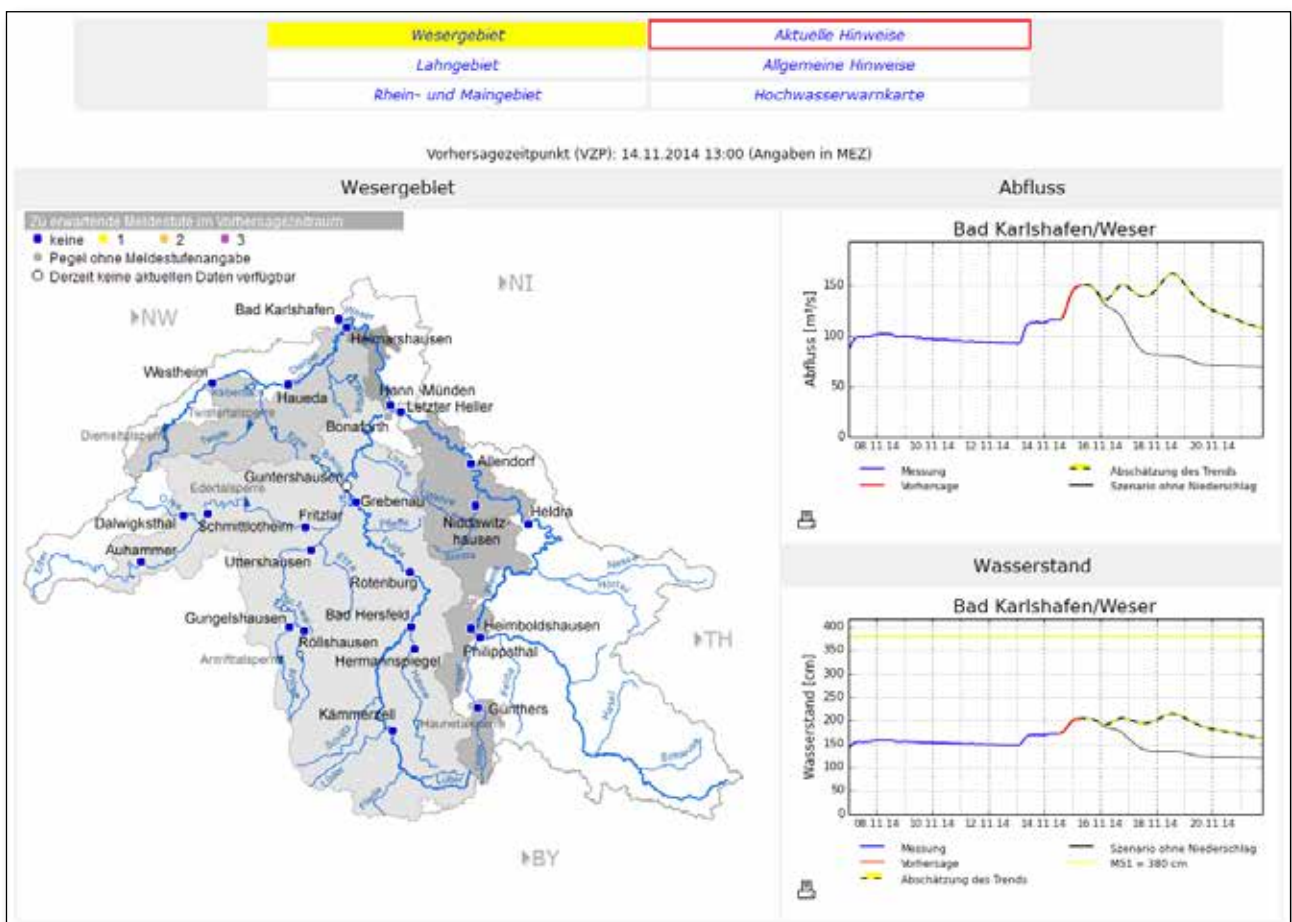 Wesergebiet
Aktuelle Hinweise
Lahngebiet
Allgemeine Hinweise
Rhein- und Maingebiet
Hochwasserwarnkarte
Vorhersagezeitpunkt (VZP): 14.11.2014 13:00 (Angaben in MEZ)
Wesergebiet
Zu erwartende Meldestufe im Vorhersagezeitraum
keine 1 2 3
Pegel ohne Meldestufenangabe
Derzeit keine aktuellen Daten verfügbar
NI
NW
Bad Karlshafen
Weser
Helmarshausen
Westheim
Haueda
Hann. Münden
Letzter Heller
Twistetalsperre
Bonaforth
Diemeltalsperre
Allendorf
Guntershausen
Edertalsperre
Grebenau
Heldra
Dalwigksthal
Schmittlotheim
Fritzlar
Niddawitz
hausen
Auhammer
Uttershausen
Eder
Fulda
Rotenburg
Gungelshausen
Bad Hersfeld
Heimboldshausen
Röllshausen
Philippsthal
TH
Antrifttalsperre
Hermannspiegel
Haune
Günthers
Kämmerzell
Haunetalsperre
BY
Abfluss
Bad Karlshafen/Weser
Abfluss [m³/s]
150
100
50
0
08.11.14 10.11.14 12.11.14 14.11.14 16.11.14 18.11.14 20.11.14
Messung
Vorhersage
Abschätzung des Trends
Szenario ohne Niederschlag
Wasserstand
Bad Karlshafen/Weser
Wasserstand [cm]
400
350
300
250
200
150
100
50
0
08.11.14 10.11.14 12.11.14 14.11.14 16.11.14 18.11.14 20.11.14
Messung
Vorhersage
Abschätzung des Trends
Szenario ohne Niederschlag
MS1 = 380 cm